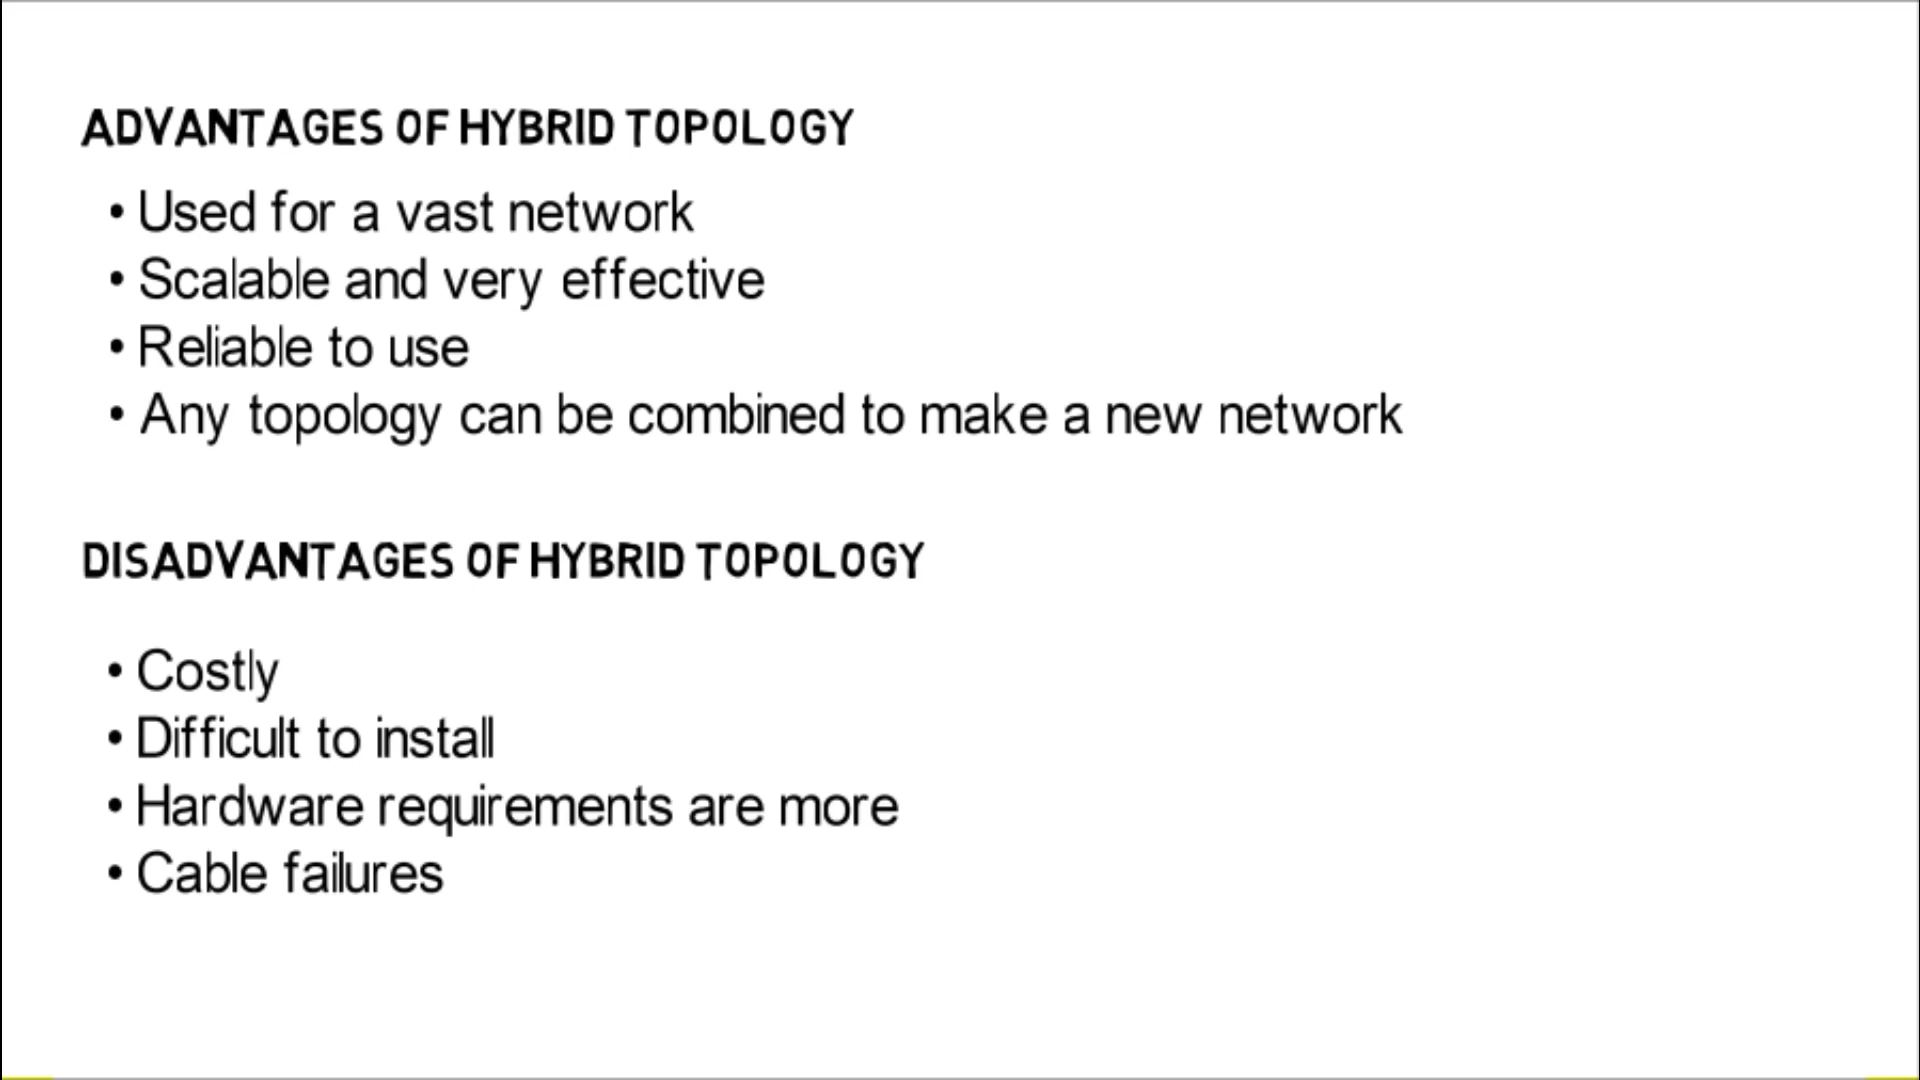 ADVANTAGES OF HYBRID TOPOLOGY
• Used for a vast network
• Scalable and very effective
• Reliable to use
• Any topology can be combined to make a new network
DISADVANTAGES OF HYBRID TOPOLOGY
• Costly
• Difficult to install
• Hardware requirements are more
• Cable failures